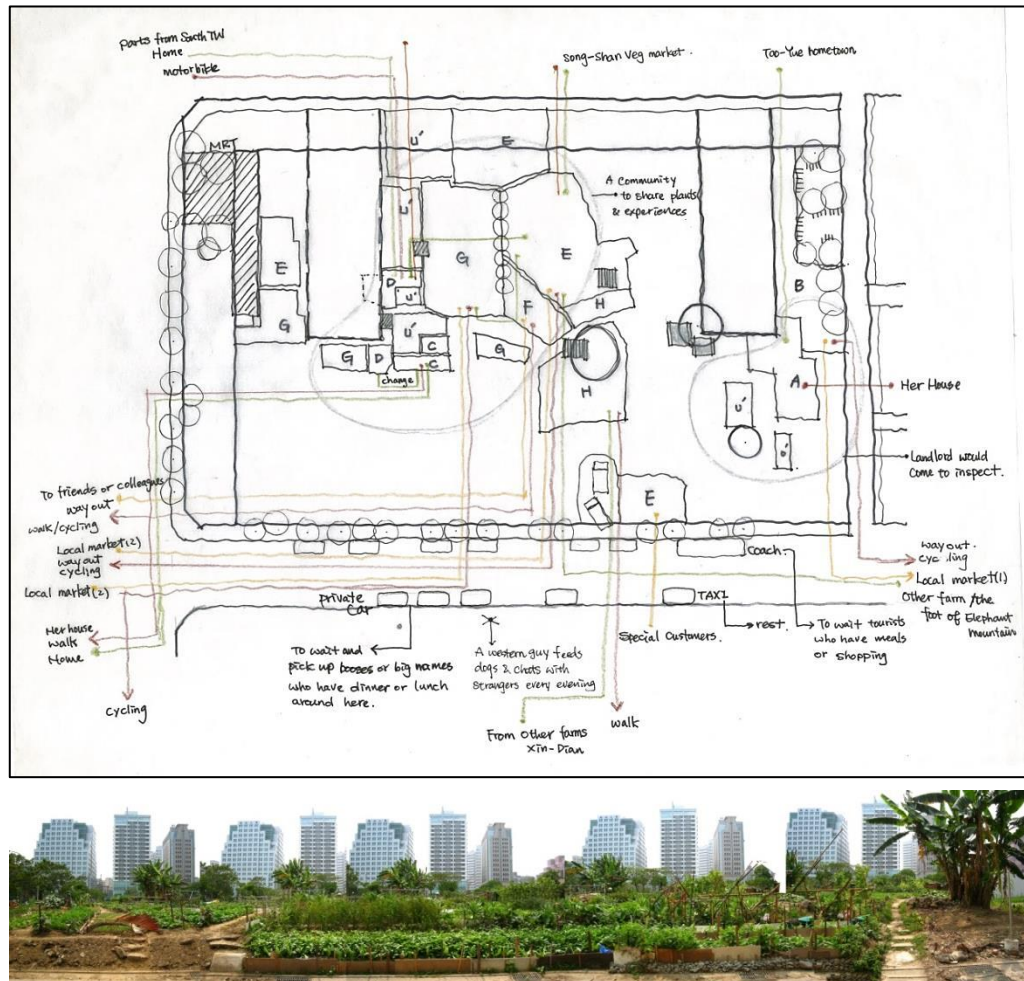 Parts from South TW
Home
motorbike
Song-Shan Veg market.
Tao-Yue hometown
MRT
U'
E
A community
to share plants
& experiences
U'
E
G
E
B
D
U'
H
F
G
U'
C
G
D
C
G
change
H
A
Her House
U'
U'
Landlord would
come to inspect.
To friends or colleagues
way out
walk/cycling
E
Local market(2)
way out
cycling
coach
way out.
cycling
Local market(2)
Local market(1)
Other farm/the
foot of Elephant
mountain
private
car
TAXI
Her house
walks
Home
Special Customers.
rest.
To wait tourists
who have meals
or shopping
To wait and
pick up bosses or big names
who have dinner or lunch
around here.
A western guy feeds
dogs & chats with
strangers every evening
cycling
walk
From other farms
Xin-Dian